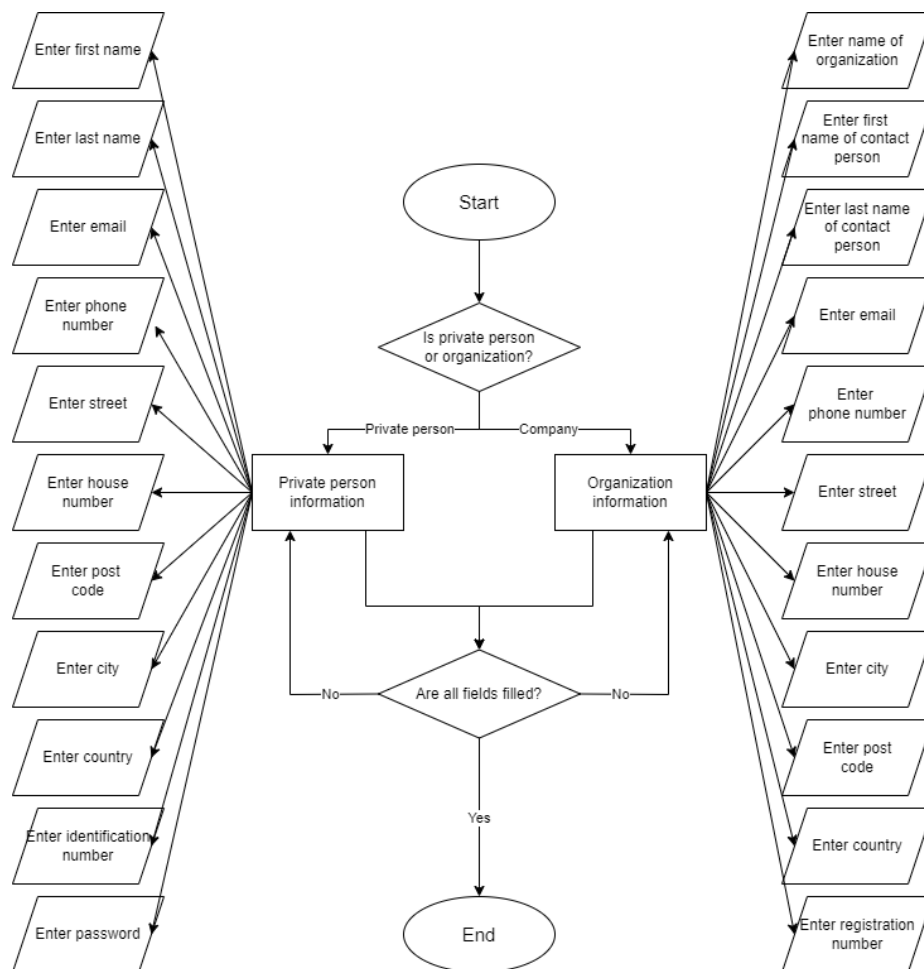 Enter first name
Enter last name
Enter email
Enter phone
number
Enter street
Enter house
number
Enter post
code
Enter city
Enter country
Enter identification
number
Enter password
Start
Is private person
or organization?
Private person
Company
Private person
information
Organization
information
Are all fields filled?
No
No
Yes
End
Enter name of
organization
Enter first
name of contact
person
Enter last name
of contact
person
Enter email
Enter
phone number
Enter street
Enter house
number
Enter city
Enter post
code
Enter country
Enter registration
number